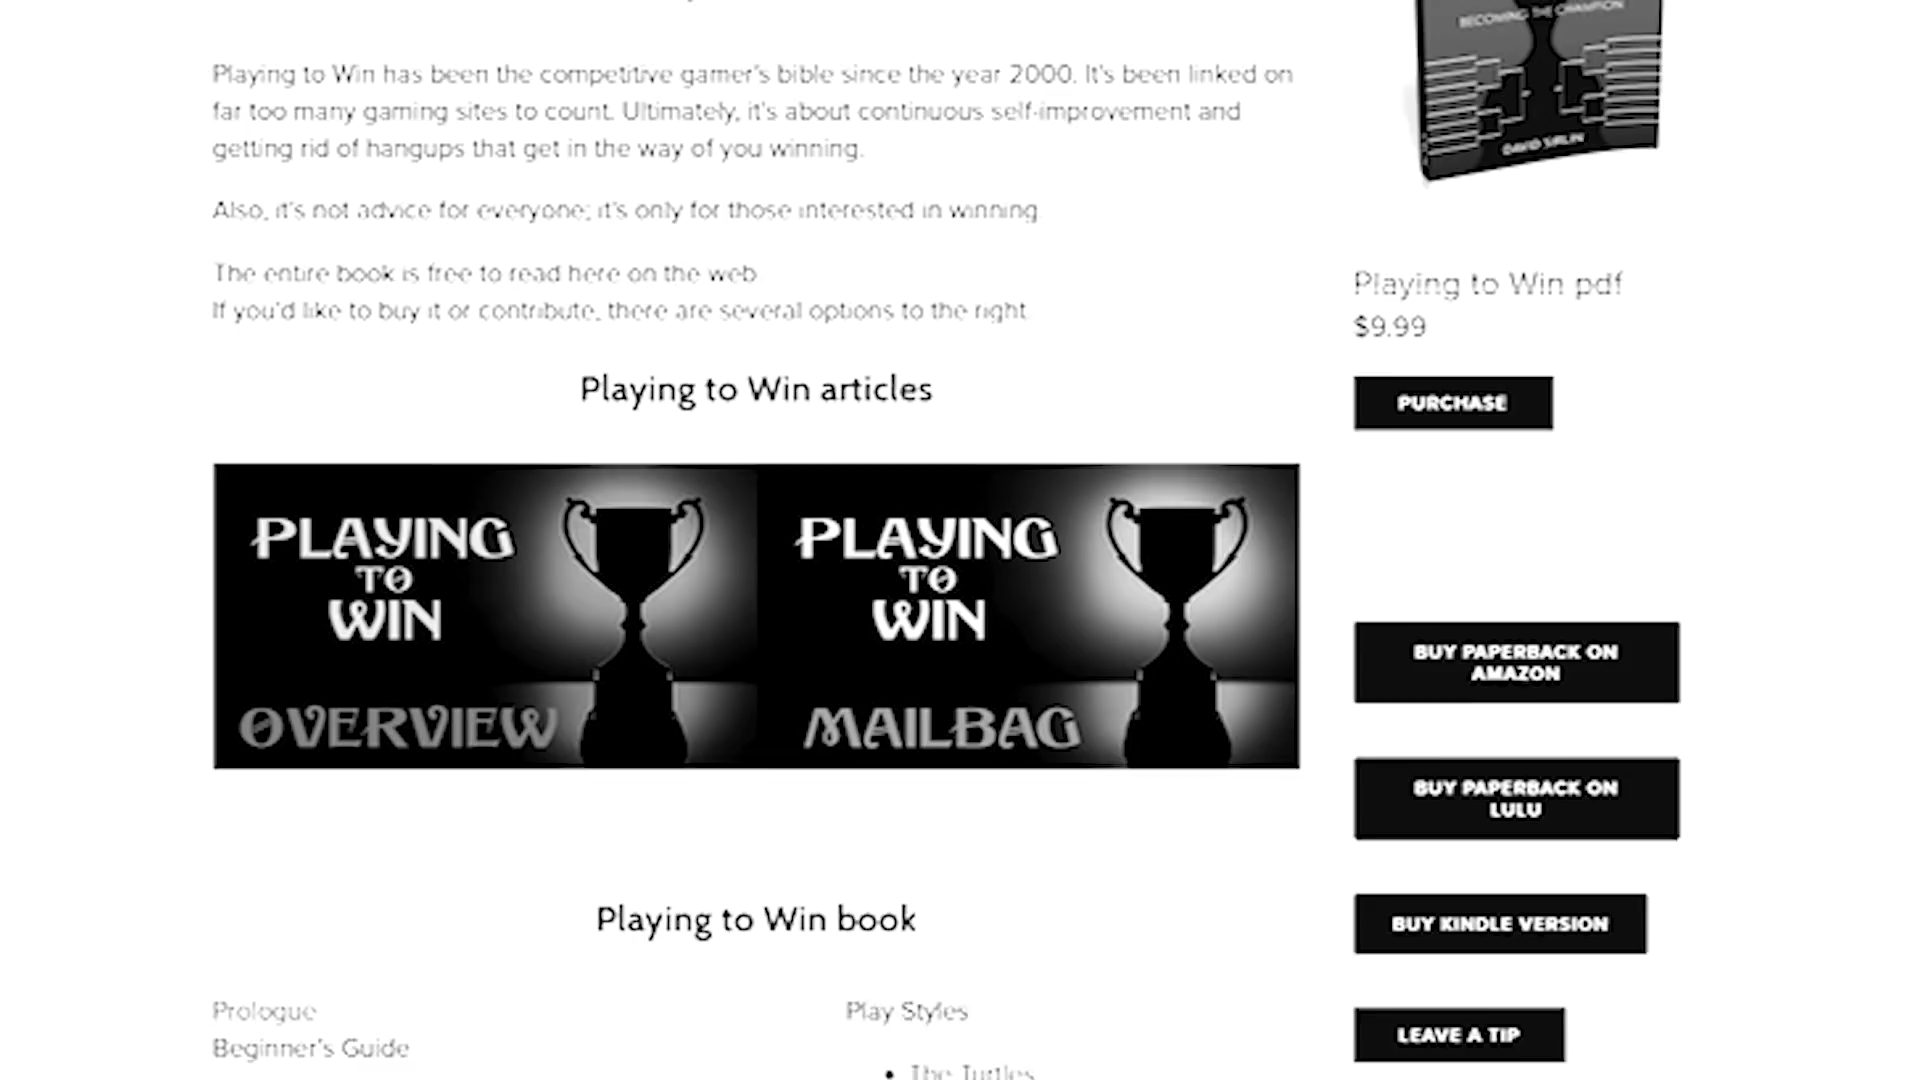 Playing to Win has been the competitive gamer's bible since the year 2000. It's been linked on
far too many gaming sites to count. Ultimately, it's about continuous self-improvement and
getting rid of hangups that get in the way of you winning.
Also, it's not advice for everyone; it's only for those interested in winning.
The entire book is free to read here on the web.
If you'd like to buy it or contribute, there are several options to the right.
Playing to Win articles
PLAYING
TO
WIN
OVERVIEW
PLAYING
TO
WIN
MAILBAG
Playing to Win book
Prologue
Beginner's Guide
Play Styles
• The Turtles
BECOMING THE CHAMPION
DAVID SIRLIN
Playing to Win pdf
$9.99
PURCHASE
BUY PAPERBACK ON
AMAZON
BUY PAPERBACK ON
LULU
BUY KINDLE VERSION
LEAVE A TIP